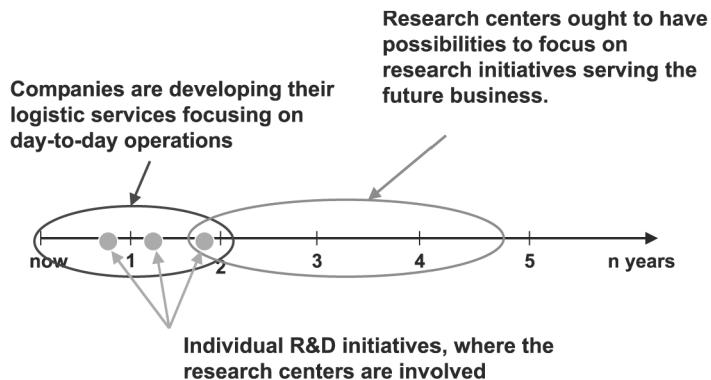 Research centers ought to have
possibilities to focus on
research initiatives serving the
future business.
Companies are developing their
logistic services focusing on
day-to-day operations
now 1 2 3 4 5 n years
Individual R&D initiatives, where the
research centers are involved